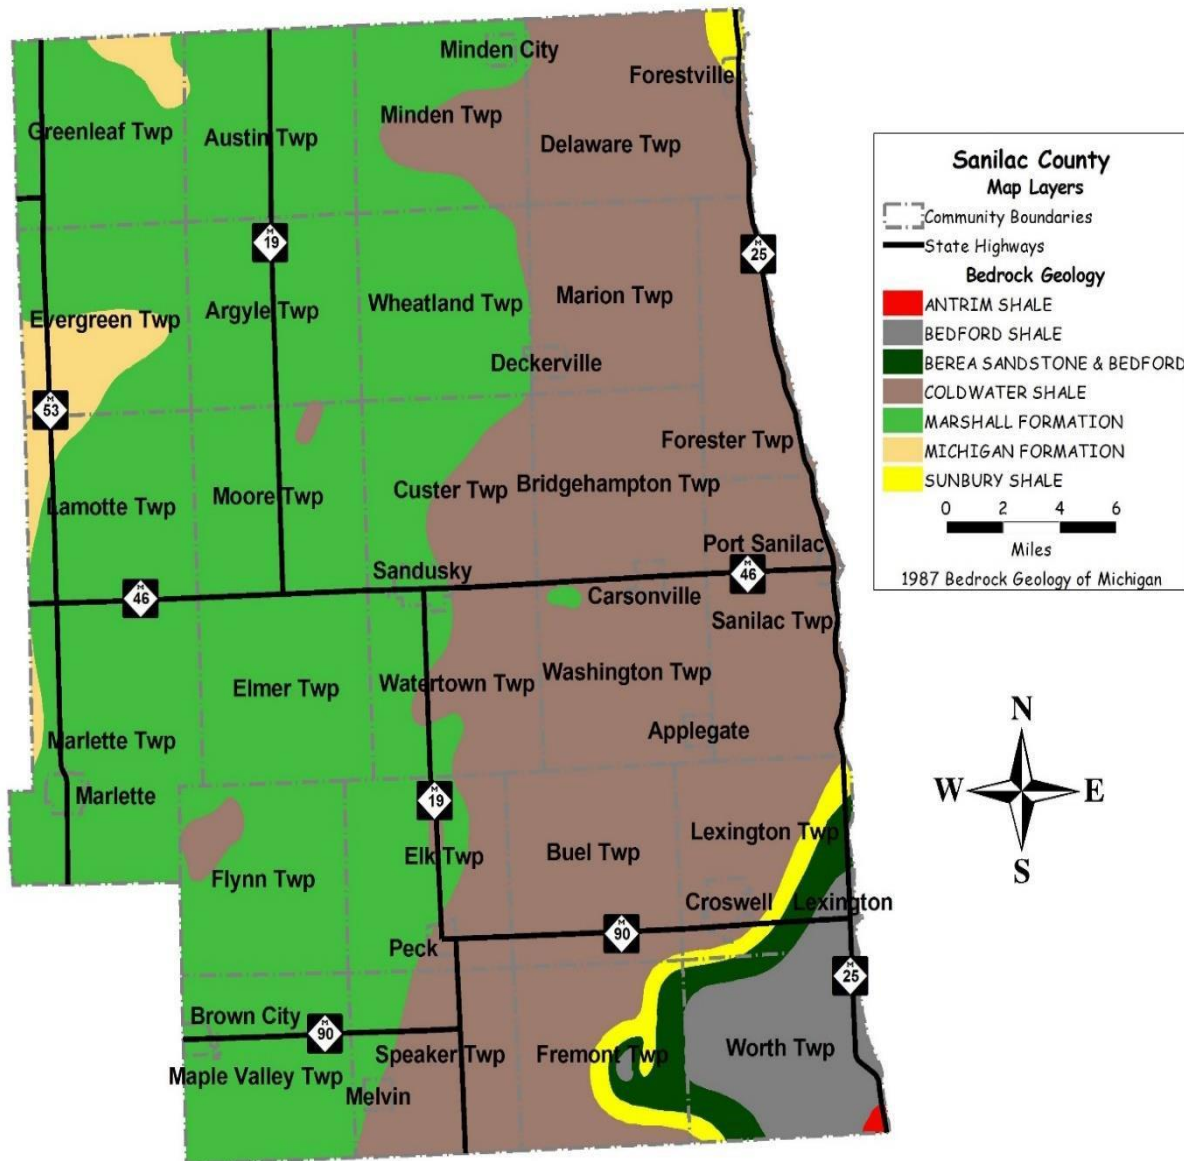 Minden City
Forestville
Minden Twp
Greenleaf Twp
Austin Twp
Delaware Twp
M
19
M
25
Evergreen Twp
Argyle Twp
Wheatland Twp
Marion Twp
Deckerville
M
53
Forester Twp
Lamotte Twp
Moore Twp
Custer Twp
Bridgehampton Twp
Port Sanilac
Sandusky
M
46
M
46
Carsonville
Sanilac Twp
Elmer Twp
Watertown Twp
Washington Twp
Marlette Twp
Applegate
Marlette
M
19
Lexington Twp
Flynn Twp
Elk Twp
Buel Twp
Croswell
Lexington
Peck
M
90
M
25
Brown City
M
90
Speaker Twp
Fremont Twp
Worth Twp
Maple Valley Twp
Melvin
Sanilac County
Map Layers
Community Boundaries
State Highways
Bedrock Geology
ANTRIM SHALE
BEDFORD SHALE
BEREA SANDSTONE & BEDFORD
COLDWATER SHALE
MARSHALL FORMATION
MICHIGAN FORMATION
SUNBURY SHALE
0 2 4 6
Miles
1987 Bedrock Geology of Michigan
N
W E
S